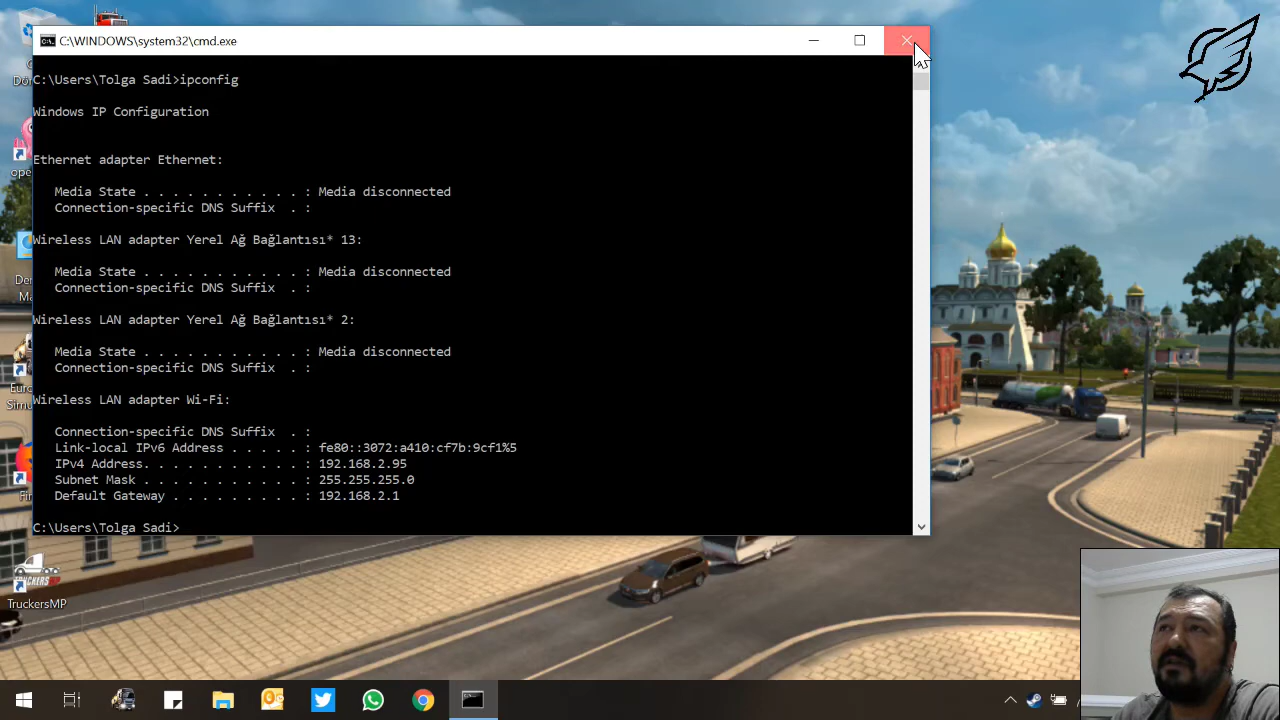 C:\WINDOWS\system32\cmd.exe
C:\Users\Tolga Sadi>ipconfig
Windows IP Configuration
Ethernet adapter Ethernet:
Media State . . . . . . . . . . . : Media disconnected
Connection-specific DNS Suffix  . :
Wireless LAN adapter Yerel Ağ Bağlantısı* 13:
Media State . . . . . . . . . . . : Media disconnected
Connection-specific DNS Suffix  . :
Wireless LAN adapter Yerel Ağ Bağlantısı* 2:
Media State . . . . . . . . . . . : Media disconnected
Connection-specific DNS Suffix  . :
Wireless LAN adapter Wi-Fi:
Connection-specific DNS Suffix  . :
Link-local IPv6 Address . . . . . : fe80::3072:a410:cf7b:9cf1%5
IPv4 Address. . . . . . . . . . . : 192.168.2.95
Subnet Mask . . . . . . . . . . . : 255.255.255.0
Default Gateway . . . . . . . . . : 192.168.2.1
C:\Users\Tolga Sadi>
TruckersMP